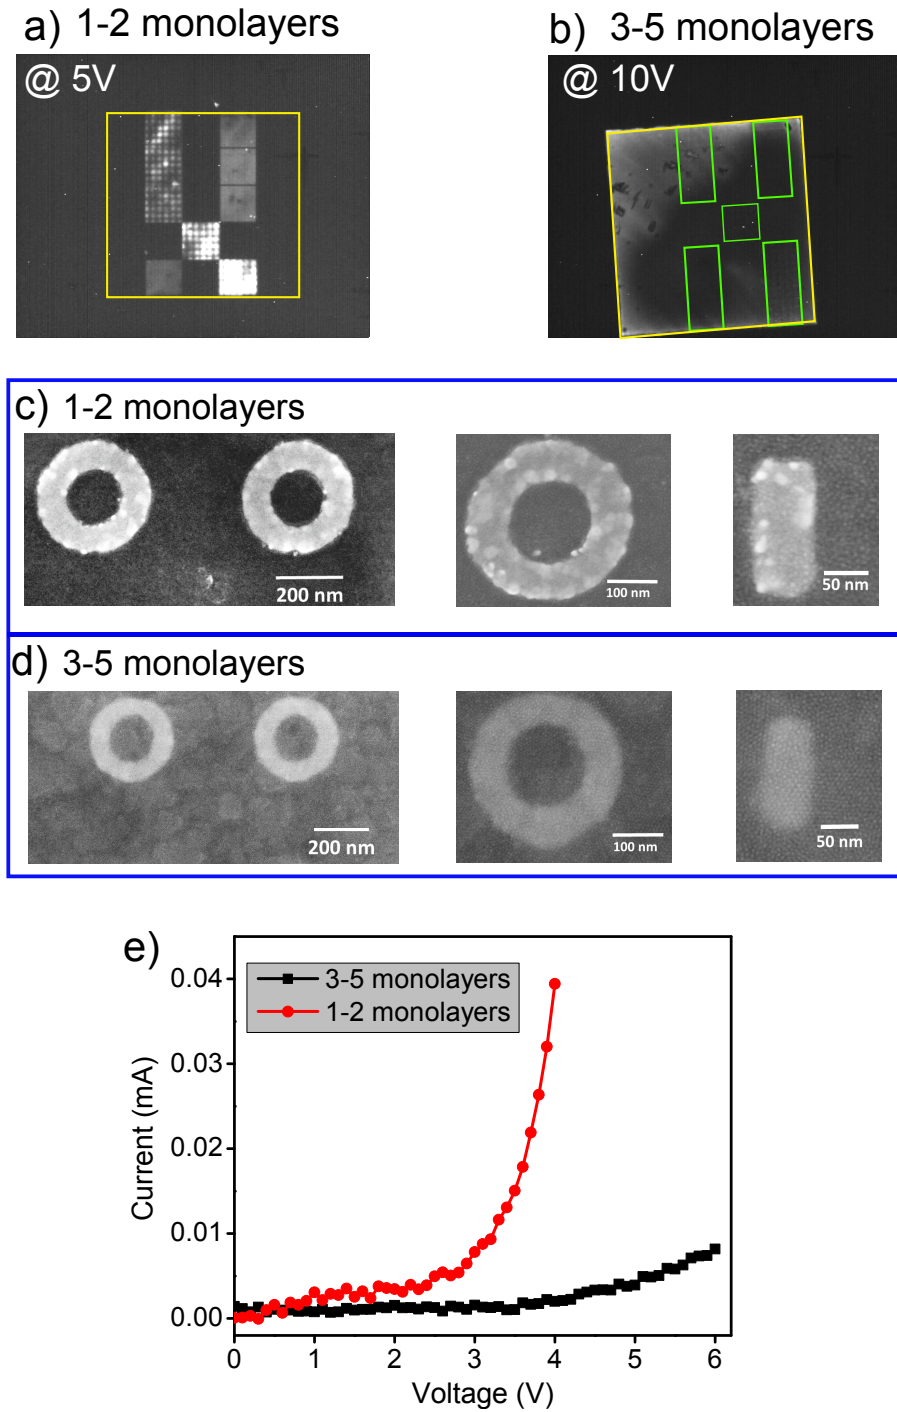 a) 1-2 monolayers
@ 5V
b) 3-5 monolayers
@ 10V
c) 1-2 monolayers
200 nm
100 nm
50 nm
d) 3-5 monolayers
200 nm
100 nm
50 nm
e)
3-5 monolayers
1-2 monolayers
0.04
0.03
0.02
0.01
0.00
Current (mA)
0 1 2 3 4 5 6
Voltage (V)